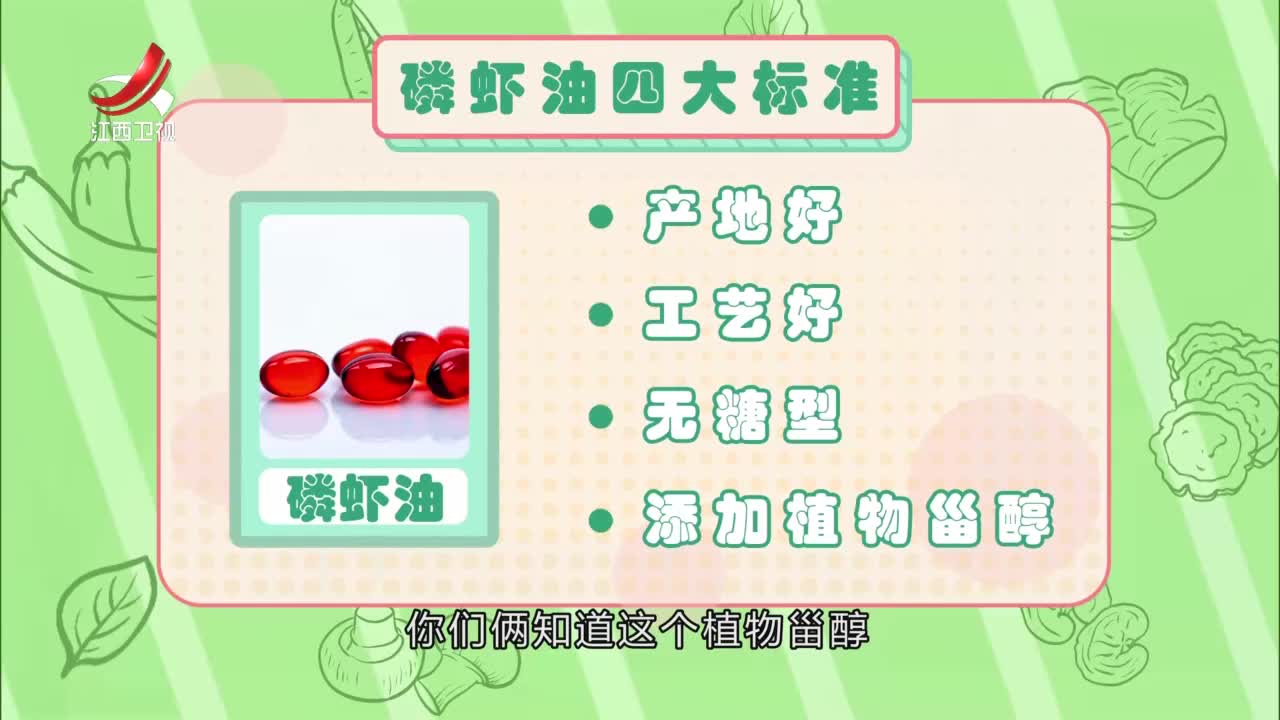 磷虾油四大标准
江西卫视
产地好
工艺好
无糖型
添加植物甾醇
磷虾油
你们俩知道这个植物甾醇